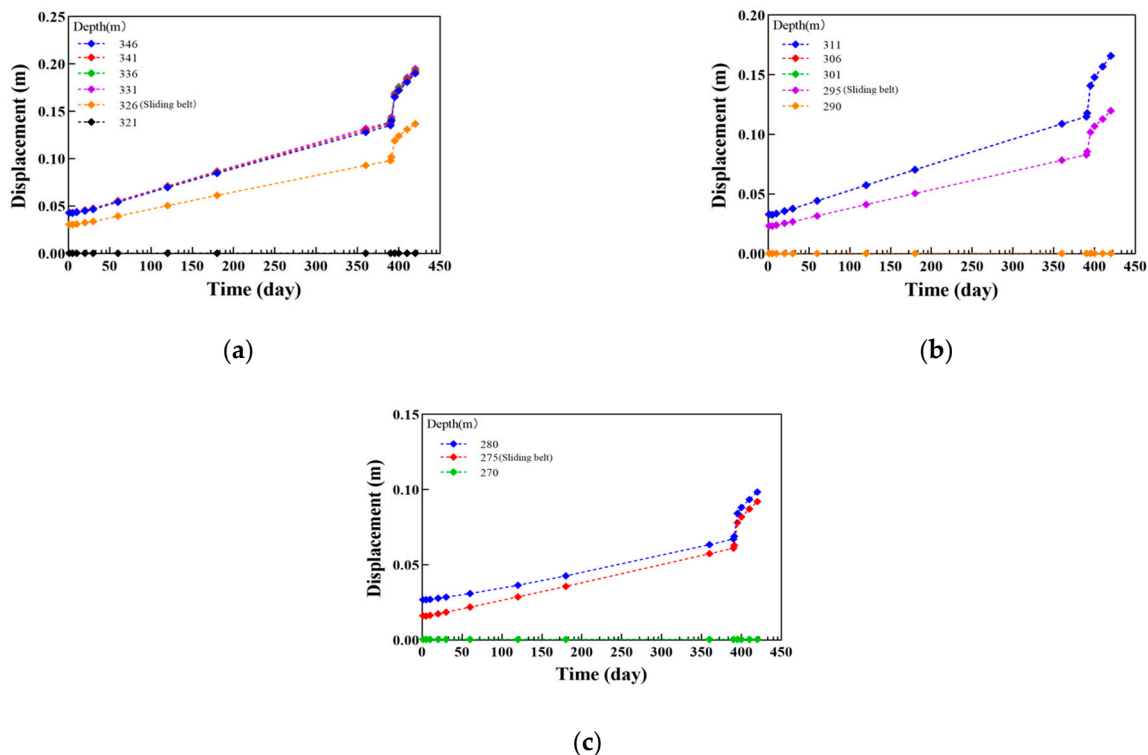 Depth(m)
346
341
336
331
326(Sliding belt)
321
0.25
0.20
0.15
0.10
0.05
0.00
Displacement (m)
0 50 100 150 200 250 300 350 400 450
Time (day)
(a)
Depth(m)
311
306
301
295(Sliding belt)
290
0.20
0.15
0.10
0.05
0.00
Displacement (m)
0 50 100 150 200 250 300 350 400 450
Time (day)
(b)
Depth(m)
280
275(Sliding belt)
270
0.15
0.10
0.05
0.00
Displacement (m)
0 50 100 150 200 250 300 350 400 450
Time (day)
(c)